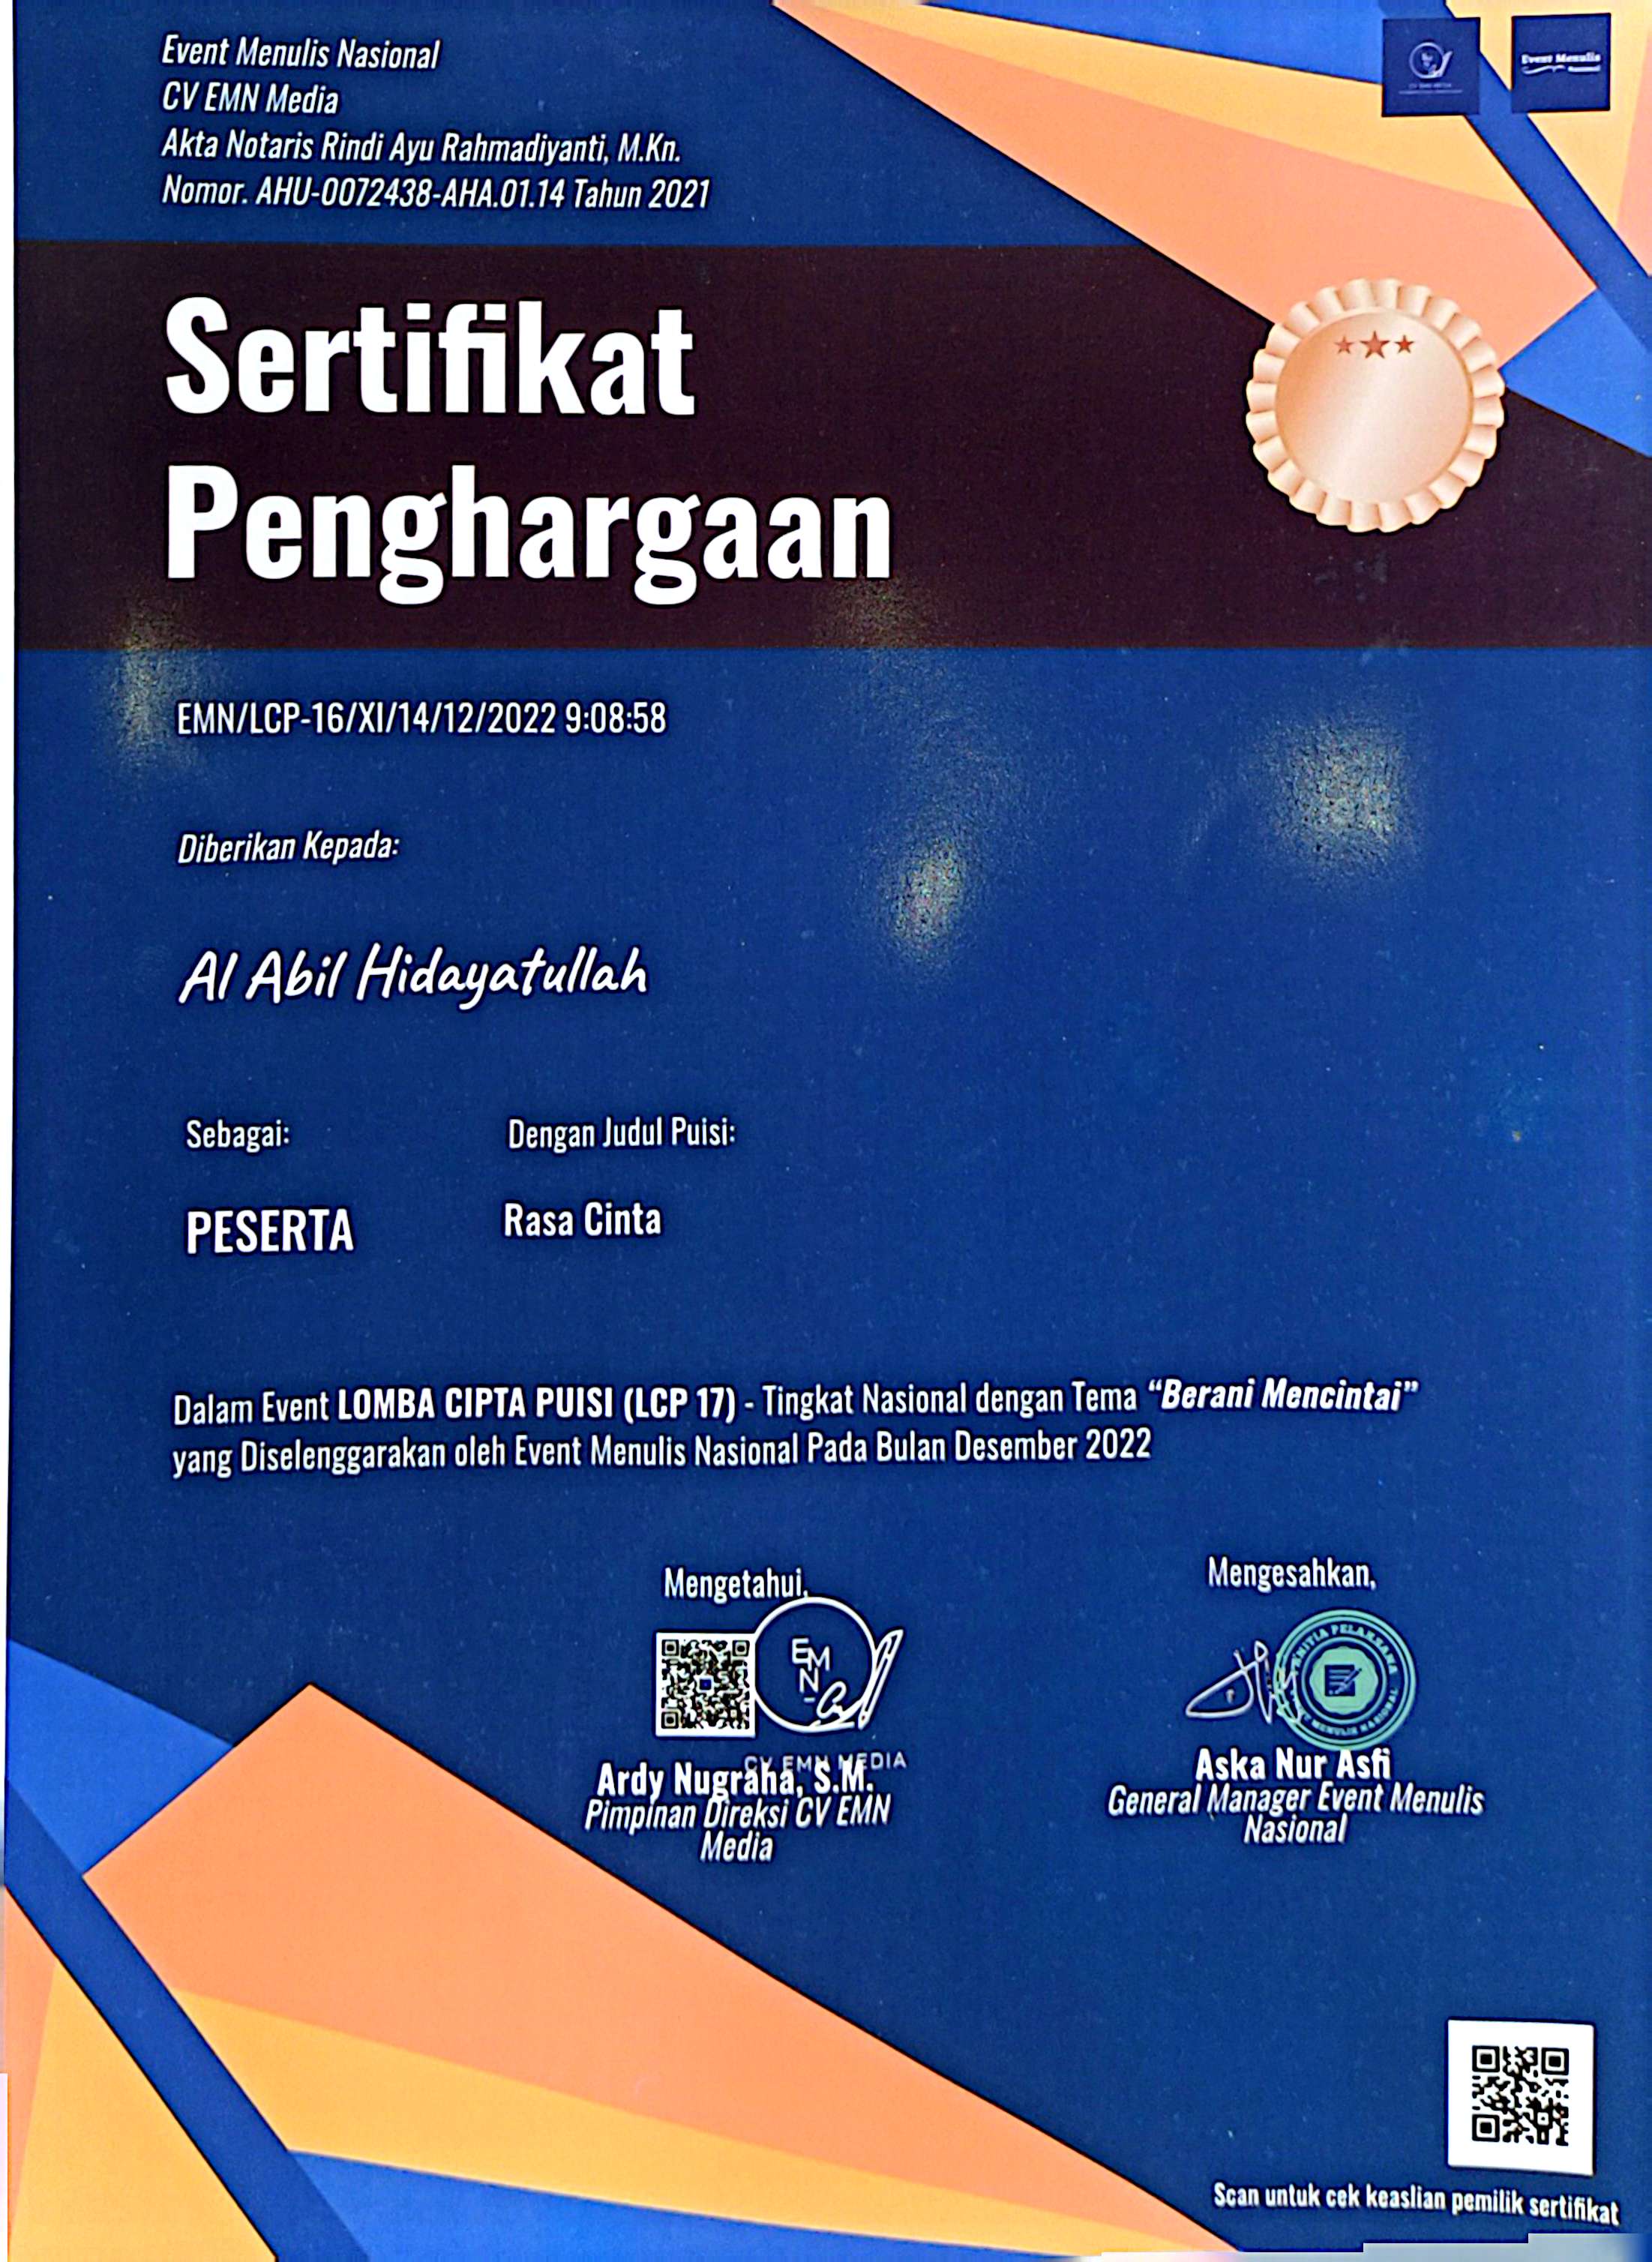 Event Menulis Nasional
CV EMN Media
Akta Notaris Rindi Ayu Rahmadiyanti, M.Kn.
Nomor. AHU-0072438-AHA.01.14 Tahun 2021
Event Menulis
Sertifikat
Penghargaan
EMN/LCP-16/XI/14/12/2022 9:08:58
Diberikan Kepada:
Al Abil Hidayatullah
Sebagai: Dengan Judul Puisi:
PESERTA Rasa Cinta
Dalam Event LOMBA CIPTA PUISI (LCP 17) - Tingkat Nasional dengan Tema “Berani Mencintai”
yang Diselenggarakan oleh Event Menulis Nasional Pada Bulan Desember 2022
Mengetahui, Mengesahkan,
EMN
CV EMN MEDIA
PELAKSANA
MENULIS NASIONAL
Ardy Nugraha, S.M. Aska Nur Asfi
Pimpinan Direksi CV EMN General Manager Event Menulis
Media Nasional
Scan untuk cek keaslian pemilik sertifikat